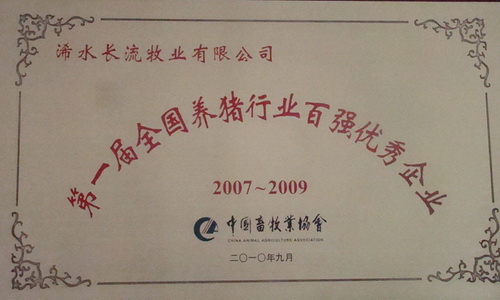 浠水长流牧业有限公司
第一届全国养猪行业百强优秀企业
2007~2009
中国畜牧业协会
CHINA ANIMAL AGRICULTURE ASSOCIATION
二〇一〇年九月